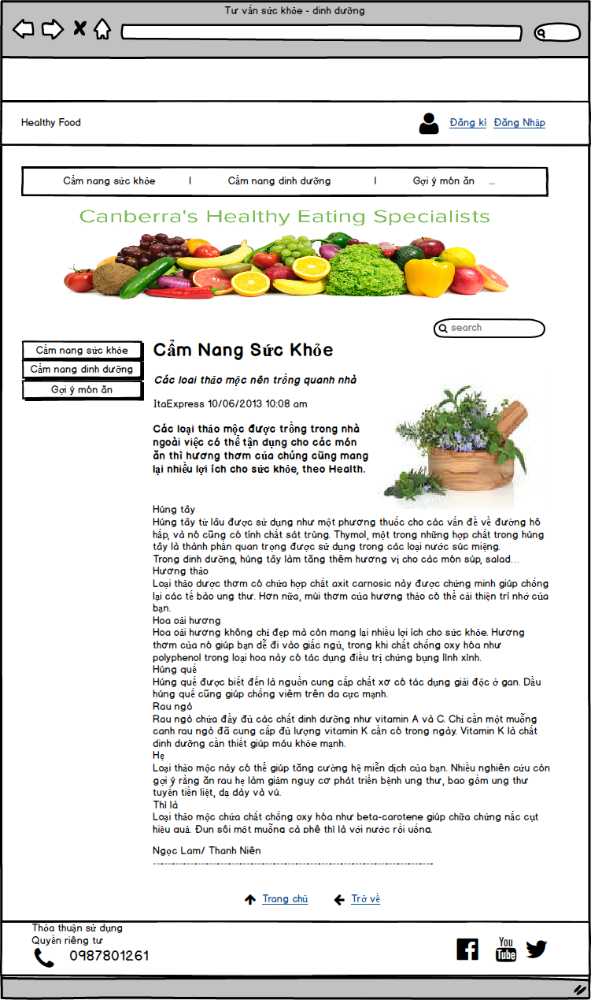 Tư vấn sức khỏe - dinh dưỡng
Healthy Food
Đăng kí Đăng Nhập
Cẩm nang sức khỏe | Cẩm nang dinh dưỡng | Gợi ý món ăn ...
Canberra's Healthy Eating Specialists
search
Cẩm nang sức khỏe
Cẩm nang dinh dưỡng
Gợi ý món ăn
Cẩm Nang Sức Khỏe
Các loai thảo mộc nên trồng quanh nhà
ItaExpress 10/06/2013 10:08 am
Các loại thảo mộc được trồng trong nhà
ngoài việc có thể tận dụng cho các món
ăn thì hương thơm của chúng cũng mang
lại nhiều lợi ích cho sức khỏe, theo Health.
Húng tây
Húng tây từ lâu được sử dụng như một phương thuốc cho các vấn đề về đường hô
hấp, và nó cũng có tính chất sát trùng. Thymol, một trong những hợp chất trong húng
tây là thành phần quan trọng được sử dụng trong các loại nước súc miệng.
Trong dinh dưỡng, húng tây làm tăng thêm hương vị cho các món súp, salad...
Hương thảo
Loại thảo dược thơm có chứa hợp chất axit carnosic này được chứng minh giúp chống
lại các tế bào ung thư. Hơn nữa, mùi thơm của hương thảo có thể cải thiện trí nhớ của
bạn.
Hoa oải hương
Hoa oải hương không chỉ đẹp mà còn mang lại nhiều lợi ích cho sức khỏe. Hương
thơm của nó giúp bạn dễ đi vào giấc ngủ, trong khi chất chống oxy hóa như
polyphenol trong loại hoa này có tác dụng điều trị chứng bụng lình xình.
Húng quế
Húng quế được biết đến là nguồn cung cấp chất xơ có tác dụng giải độc ở gan. Dầu
húng quế cũng giúp chống viêm trên da cực mạnh.
Rau ngò
Rau ngò chứa đầy đủ các chất dinh dưỡng như vitamin A và C. Chỉ cần một muỗng
canh rau ngò đã cung cấp đủ lượng vitamin K cần có trong ngày. Vitamin K là chất
dinh dưỡng cần thiết giúp máu khỏe mạnh.
Hẹ
Loại thảo mộc này có thể giúp tăng cường hệ miễn dịch của bạn. Nhiều nghiên cứu còn
gợi ý rằng ăn rau hẹ làm giảm nguy cơ phát triển bệnh ung thư, bao gồm ung thư
tuyến tiền liệt, dạ dày và vú.
Thì là
Loại thảo mộc chứa chất chống oxy hóa như beta-carotene giúp chữa chứng nấc cụt
hiệu quả. Đun sôi một muỗng cà phê thì là với nước rồi uống.
Ngọc Lam/ Thanh Niên
--------------------------------------------------------------------------
Trang chủ Trở về
Thỏa thuận sử dụng
Quyền riêng tư
0987801261
You
Tube